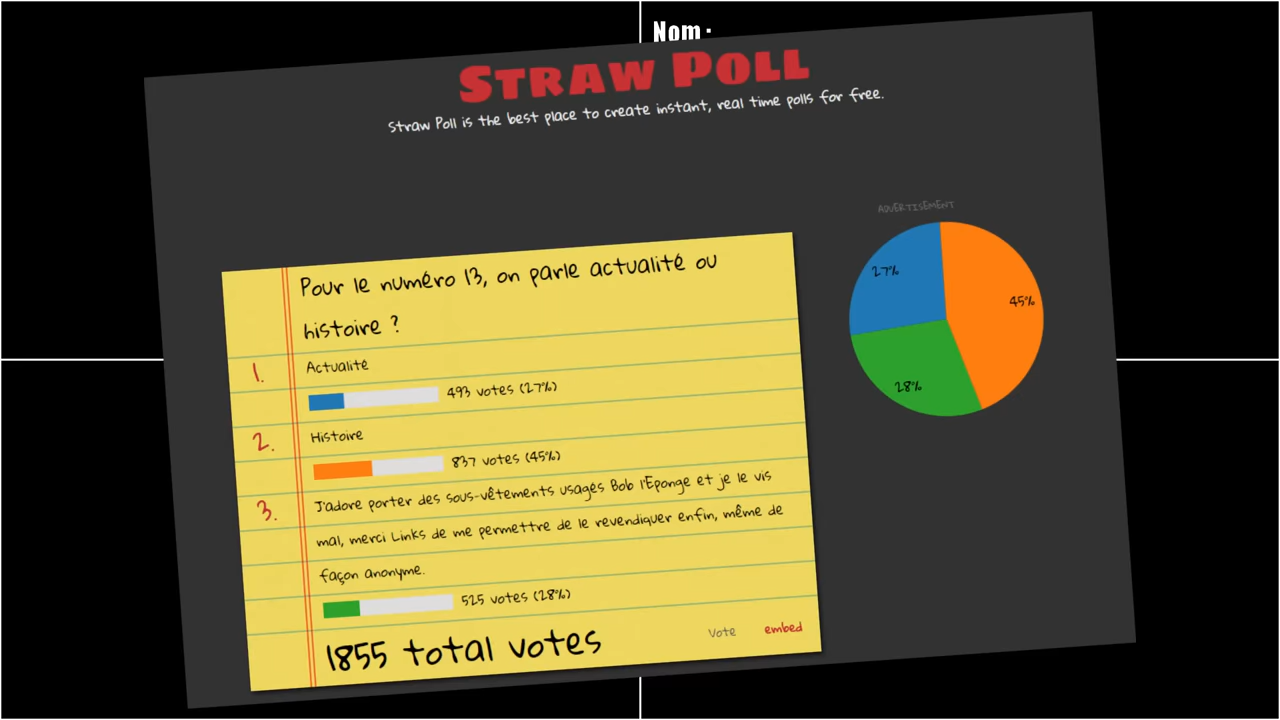 Nom :
STRAW POLL
Straw Poll is the best place to create instant, real time polls for free.
ADVERTISEMENT
Pour le numéro 13, on parle actualité ou
histoire ?
1. Actualité
493 votes (27%)
2. Histoire
837 votes (45%)
3. J'adore porter des sous-vêtements usagés Bob l'Eponge et je le vis
mal, merci Links de me permettre de le revendiquer enfin, même de
façon anonyme.
525 votes (28%)
1855 total votes
Vote embed
27%
45%
28%